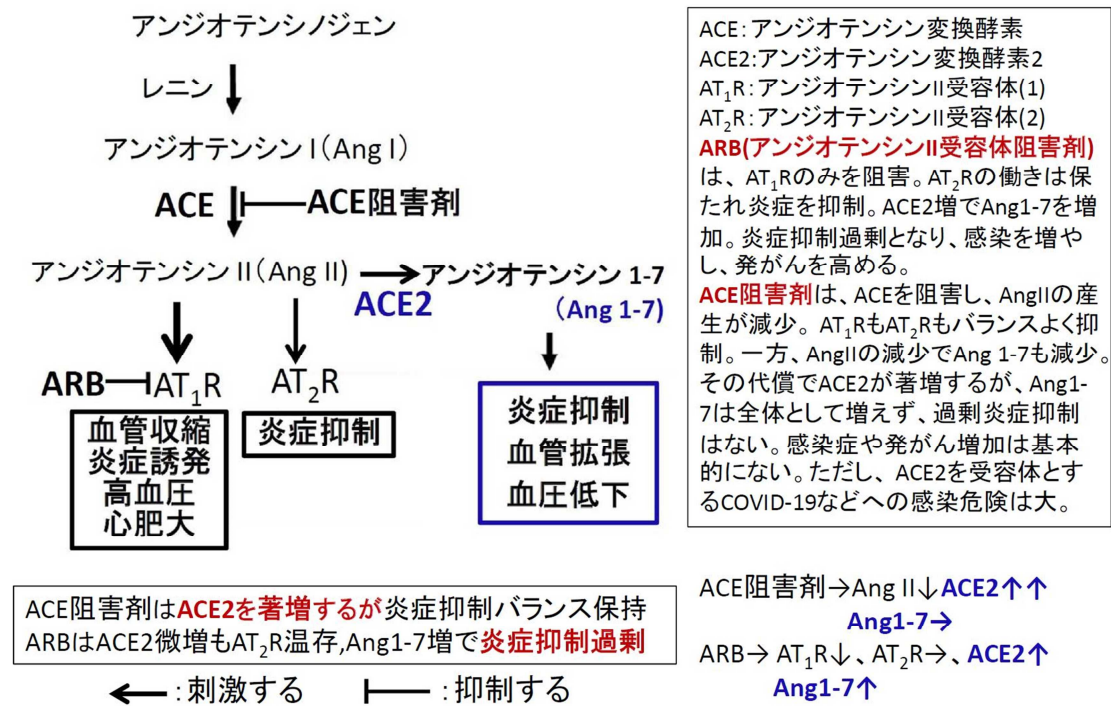 アンジオテンシノジェン
レニン
アンジオテンシン I(Ang I)
ACE
ACE阻害剤
アンジオテンシン II(Ang II)
アンジオテンシン 1-7
ACE2
(Ang 1-7)
ARB
AT₁R
AT₂R
血管収縮
炎症誘発
高血圧
心肥大
炎症抑制
炎症抑制
血管拡張
血圧低下
ACE:アンジオテンシン変換酵素
ACE2:アンジオテンシン変換酵素2
AT₁R:アンジオテンシンII受容体(1)
AT₂R:アンジオテンシンII受容体(2)
ARB(アンジオテンシンII受容体阻害剤)
は、AT₁Rのみを阻害。AT₂Rの働きは保
たれ炎症を抑制。ACE2増でAng1-7を増
加。炎症抑制過剰となり、感染を増や
し、発がんを高める。
ACE阻害剤は、ACEを阻害し、AngIIの産
生が減少。AT₁RもAT₂Rもバランスよく抑
制。一方、AngIIの減少でAng 1-7も減少。
その代償でACE2が著増するが、Ang1-
7は全体として増えず、過剰炎症抑制
はない。感染症や発がん増加は基本
的にない。ただし、ACE2を受容体とす
るCOVID-19などへの感染危険は大。
ACE阻害剤はACE2を著増するが炎症抑制バランス保持
ARBはACE2微増もAT₂R温存,Ang1-7増で炎症抑制過剰
:刺激する
:抑制する
ACE阻害剤→Ang II↓ACE2↑↑
Ang1-7→
ARB→ AT₁R↓、AT₂R→、ACE2↑
Ang1-7↑